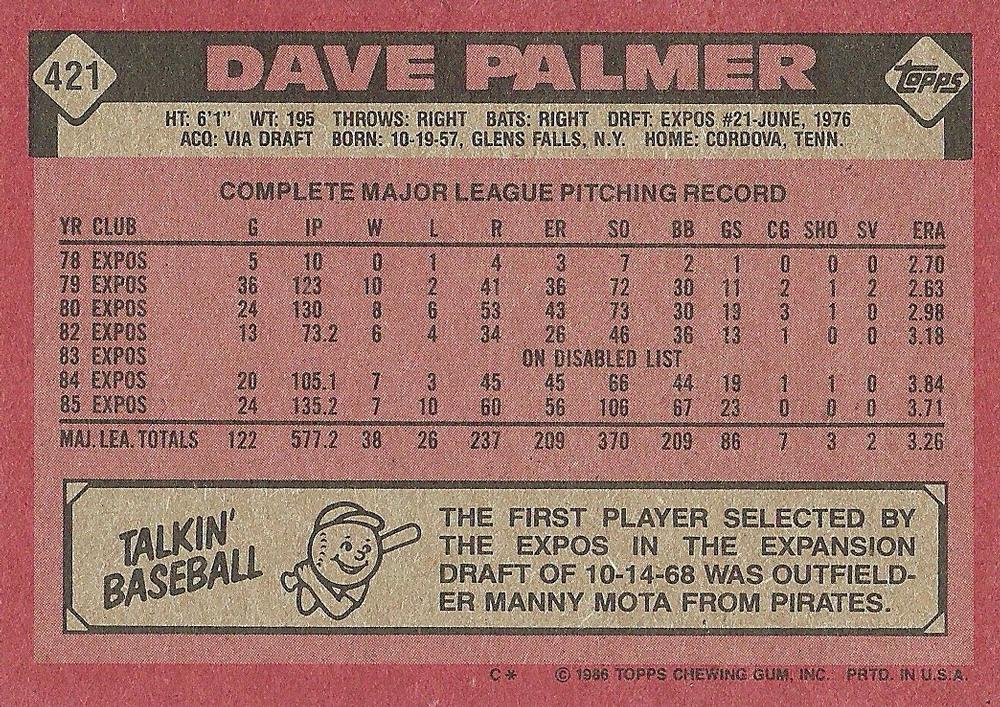 421 DAVE PALMER TOPPS
HT: 6'1" WT: 195 THROWS: RIGHT BATS: RIGHT DRFT: EXPOS #21-JUNE, 1976
ACQ: VIA DRAFT BORN: 10-19-57, GLENS FALLS, N.Y. HOME: CORDOVA, TENN.
COMPLETE MAJOR LEAGUE PITCHING RECORD
YR CLUB G IP W L R ER SO BB GS CG SHO SV ERA
78 EXPOS 5 10 0 1 4 3 7 2 1 0 0 0 2.70
79 EXPOS 36 123 10 2 41 36 72 30 11 2 1 2 2.63
80 EXPOS 24 130 8 6 53 43 73 30 19 3 1 0 2.98
82 EXPOS 13 73.2 6 4 34 26 46 36 13 1 0 0 3.18
83 EXPOS ON DISABLED LIST
84 EXPOS 20 105.1 7 3 45 45 66 44 19 1 1 0 3.84
85 EXPOS 24 135.2 7 10 60 56 106 67 23 0 0 0 3.71
MAJ. LEA. TOTALS 122 577.2 38 26 237 209 370 209 86 7 3 2 3.26
TALKIN'
BASEBALL
THE FIRST PLAYER SELECTED BY
THE EXPOS IN THE EXPANSION
DRAFT OF 10-14-68 WAS OUTFIELD-
ER MANNY MOTA FROM PIRATES.
C* © 1986 TOPPS CHEWING GUM, INC. PRTD. IN U.S.A.